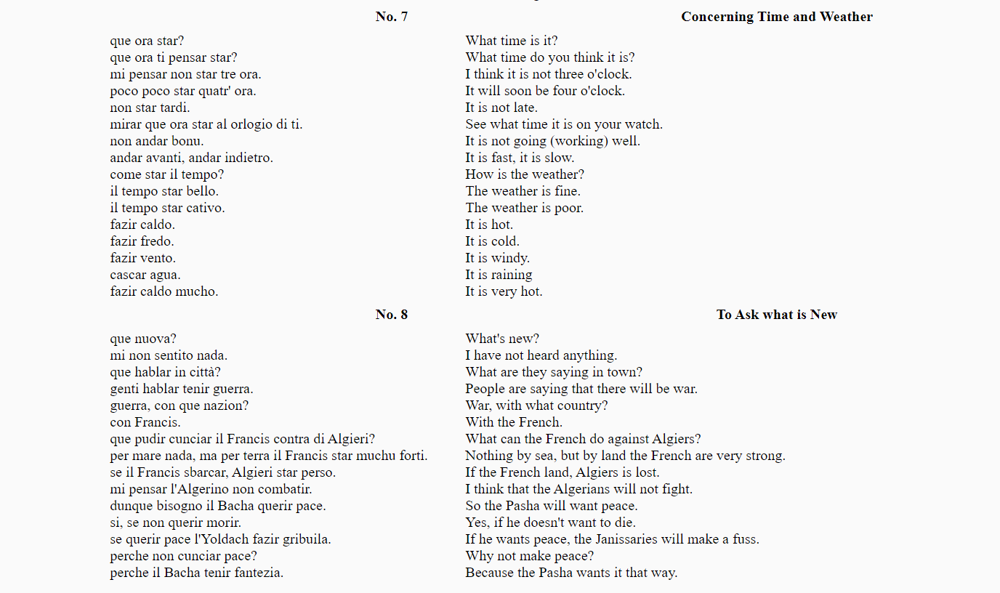 No. 7 Concerning Time and Weather
que ora star? What time is it?
que ora ti pensar star? What time do you think it is?
mi pensar non star tre ora. I think it is not three o'clock.
poco poco star quatr' ora. It will soon be four o'clock.
non star tardi. It is not late.
mirar que ora star al orlogio di ti. See what time it is on your watch.
non andar bonu. It is not going (working) well.
andar avanti, andar indietro. It is fast, it is slow.
come star il tempo? How is the weather?
il tempo star bello. The weather is fine.
il tempo star cativo. The weather is poor.
fazir caldo. It is hot.
fazir fredo. It is cold.
fazir vento. It is windy.
cascar agua. It is raining
fazir caldo mucho. It is very hot.
No. 8 To Ask what is New
que nuova? What's new?
mi non sentito nada. I have not heard anything.
que hablar in città? What are they saying in town?
genti hablar tenir guerra. People are saying that there will be war.
guerra, con que nazion? War, with what country?
con Francis. With the French.
que pudir cunciar il Francis contra di Algieri? What can the French do against Algiers?
per mare nada, ma per terra il Francis star muchu forti. Nothing by sea, but by land the French are very strong.
se il Francis sbarcar, Algieri star perso. If the French land, Algiers is lost.
mi pensar l'Algerino non combatir. I think that the Algerians will not fight.
dunque bisogno il Bacha querir pace. So the Pasha will want peace.
si, se non querir morir. Yes, if he doesn't want to die.
se querir pace l'Yoldach fazir gribuila. If he wants peace, the Janissaries will make a fuss.
perche non cunciar pace? Why not make peace?
perche il Bacha tenir fantezia. Because the Pasha wants it that way.